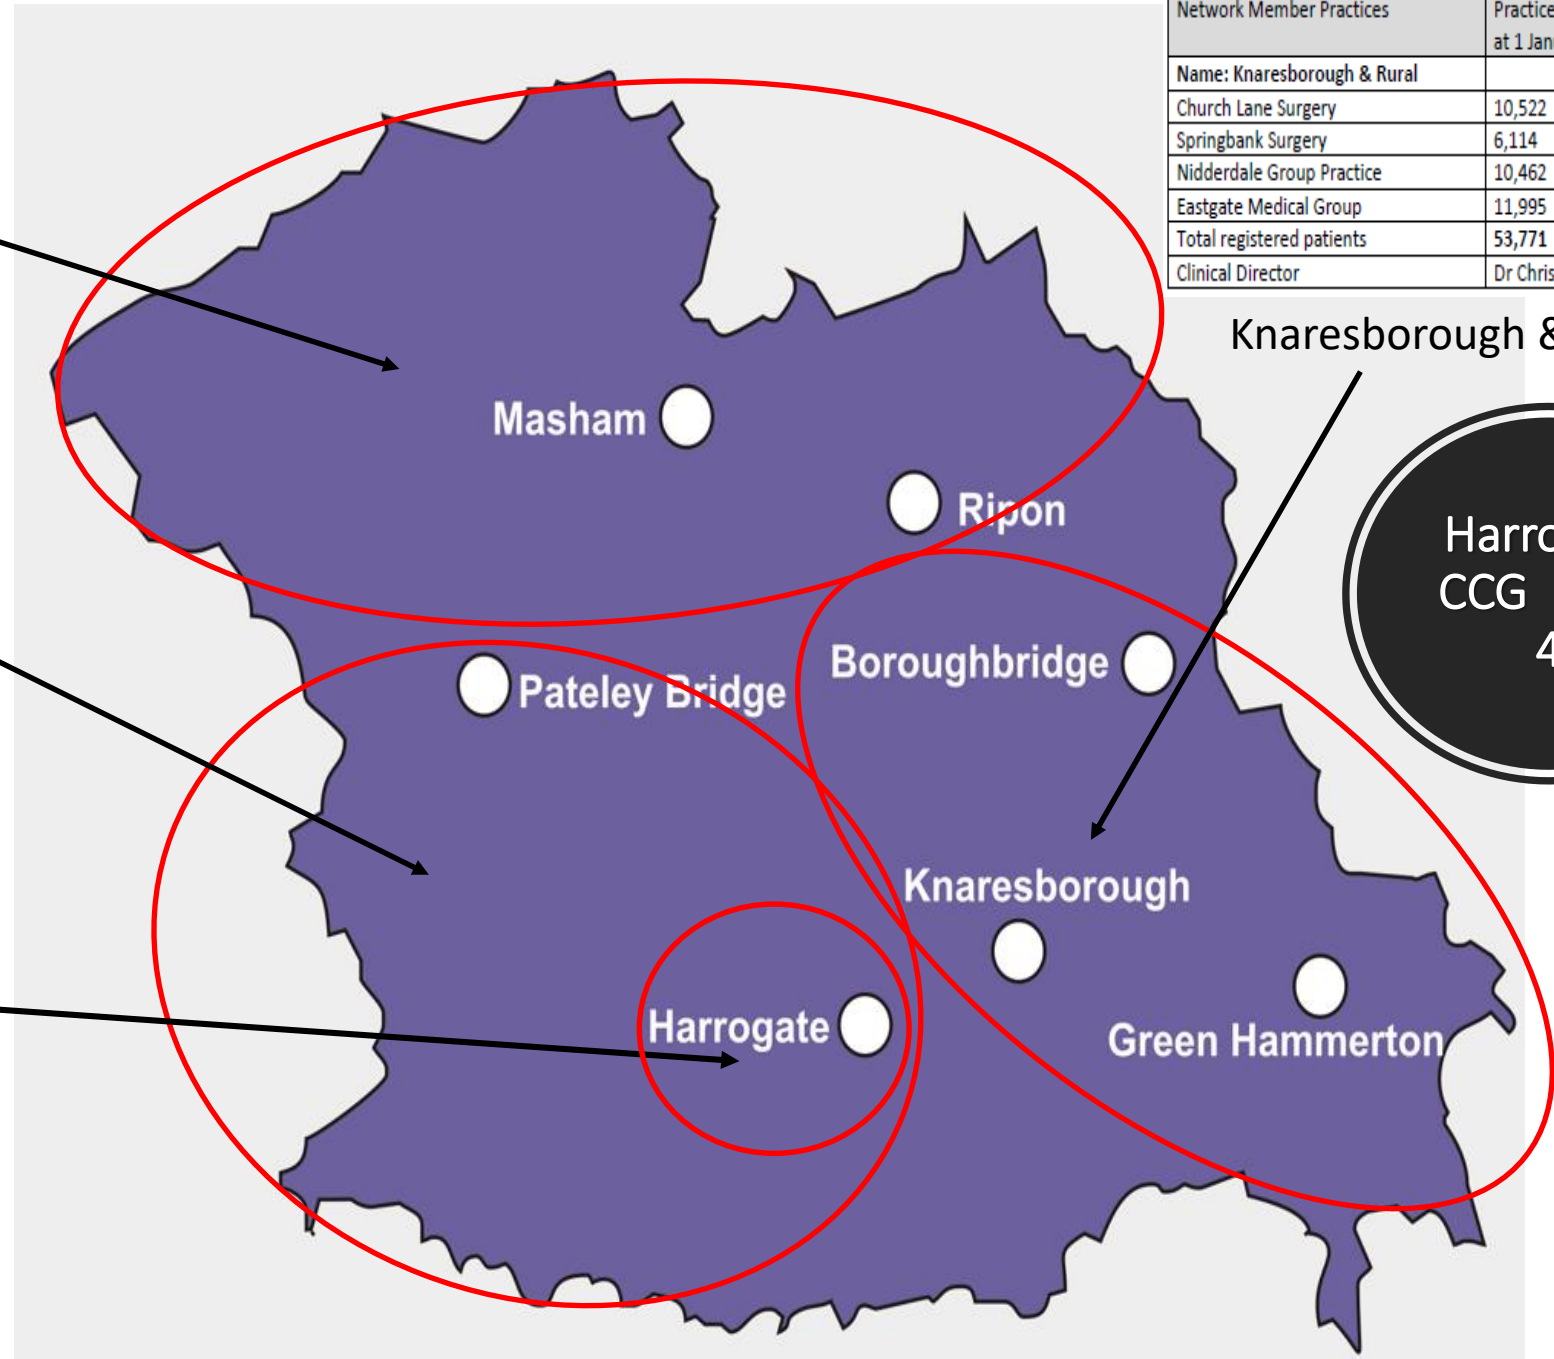 Network Member Practices Practice
at 1 Jan
Name: Knaresborough & Rural
Church Lane Surgery 10,522
Springbank Surgery 6,114
Nidderdale Group Practice 10,462
Eastgate Medical Group 11,995
Total registered patients 53,771
Clinical Director Dr Chris
Knaresborough &
Masham
Ripon
Harro
CCG
4
Boroughbridge
Pateley Bridge
Knaresborough
Harrogate
Green Hammerton